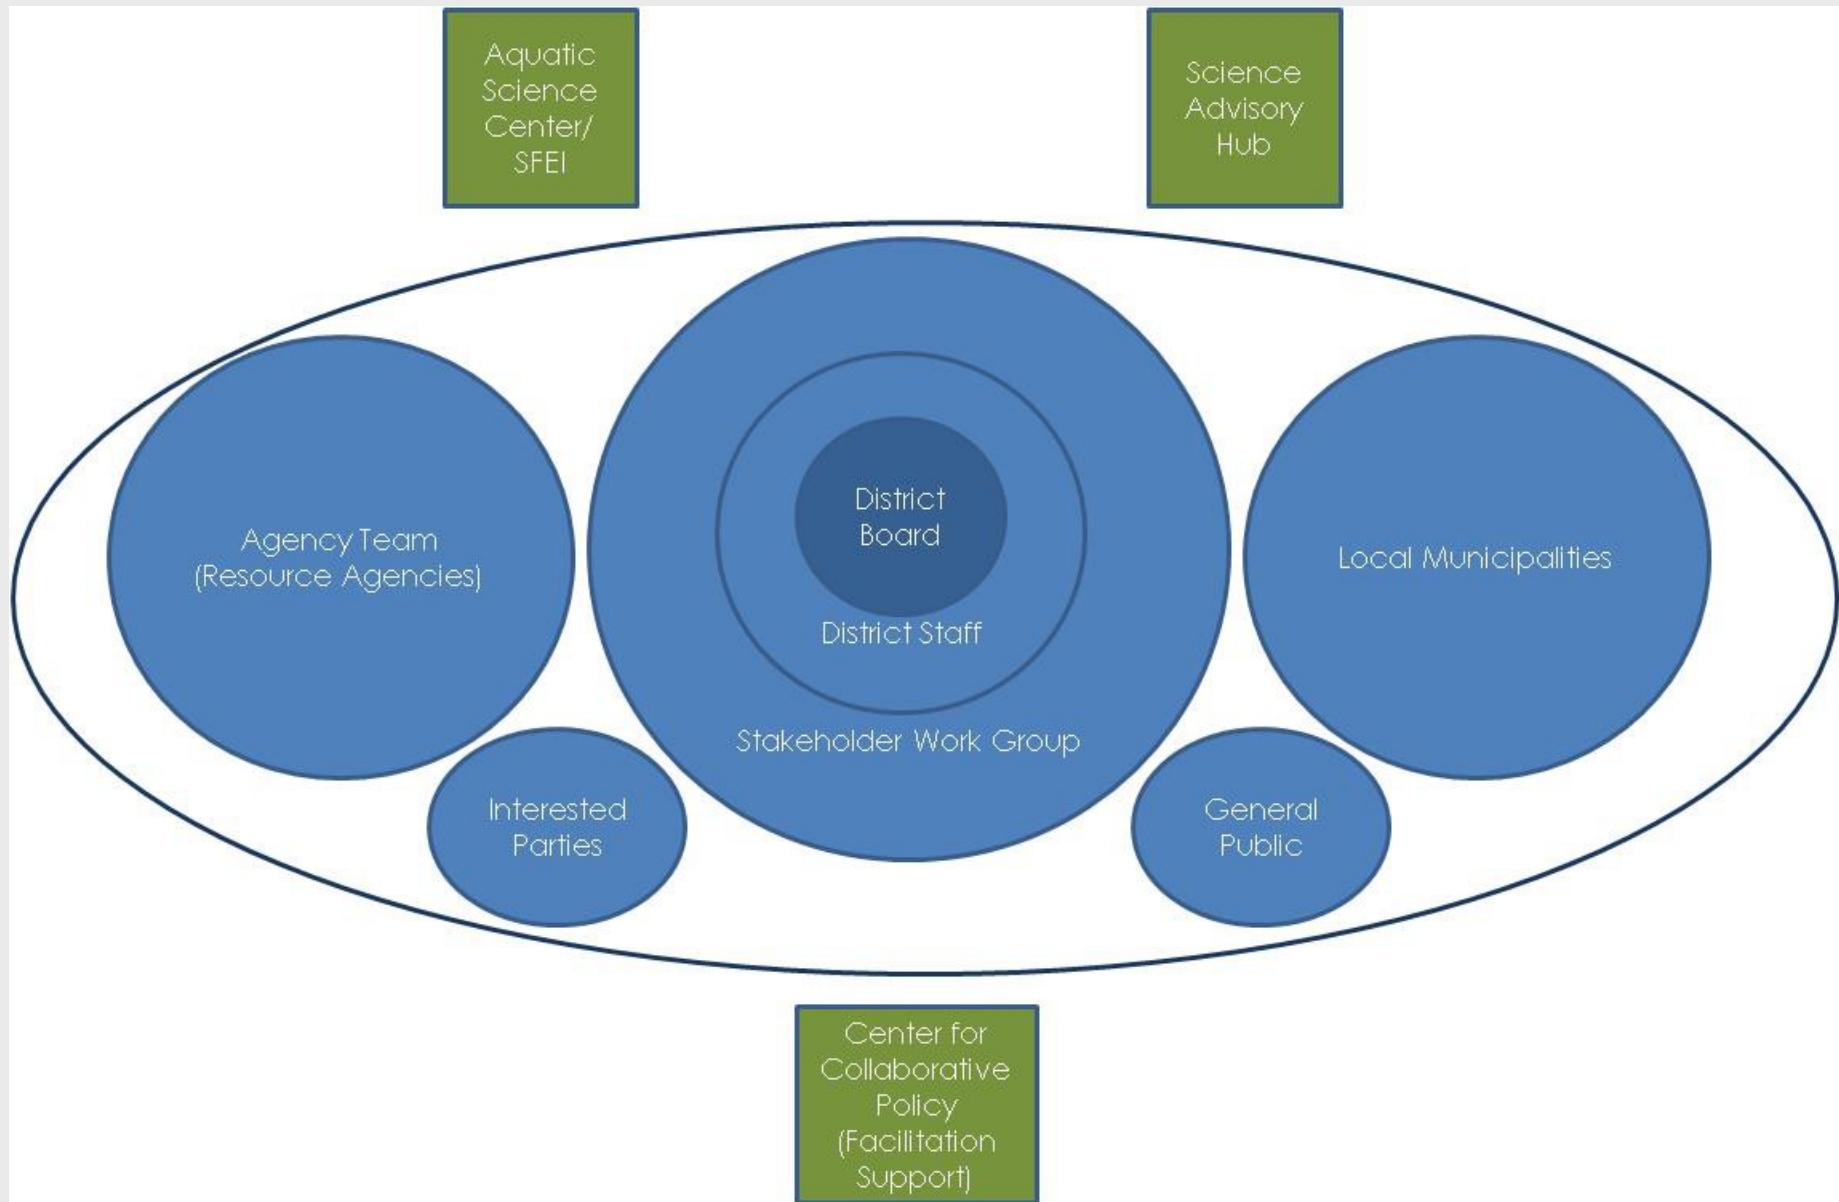 Aquatic
Science
Center/
SFEI
Science
Advisory
Hub
District
Board
Agency Team
(Resource Agencies)
Local Municipalities
District Staff
Stakeholder Work Group
Interested
Parties
General
Public
Center for
Collaborative
Policy
(Facilitation
Support)